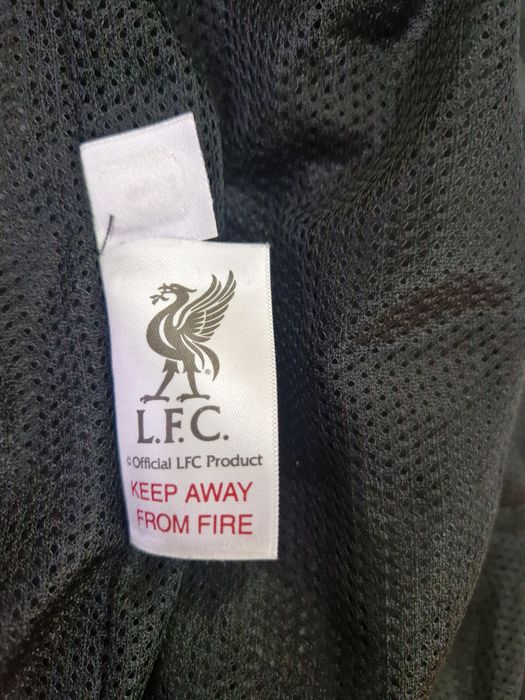 ®
L.F.C.
© Official LFC Product
KEEP AWAY
FROM FIRE